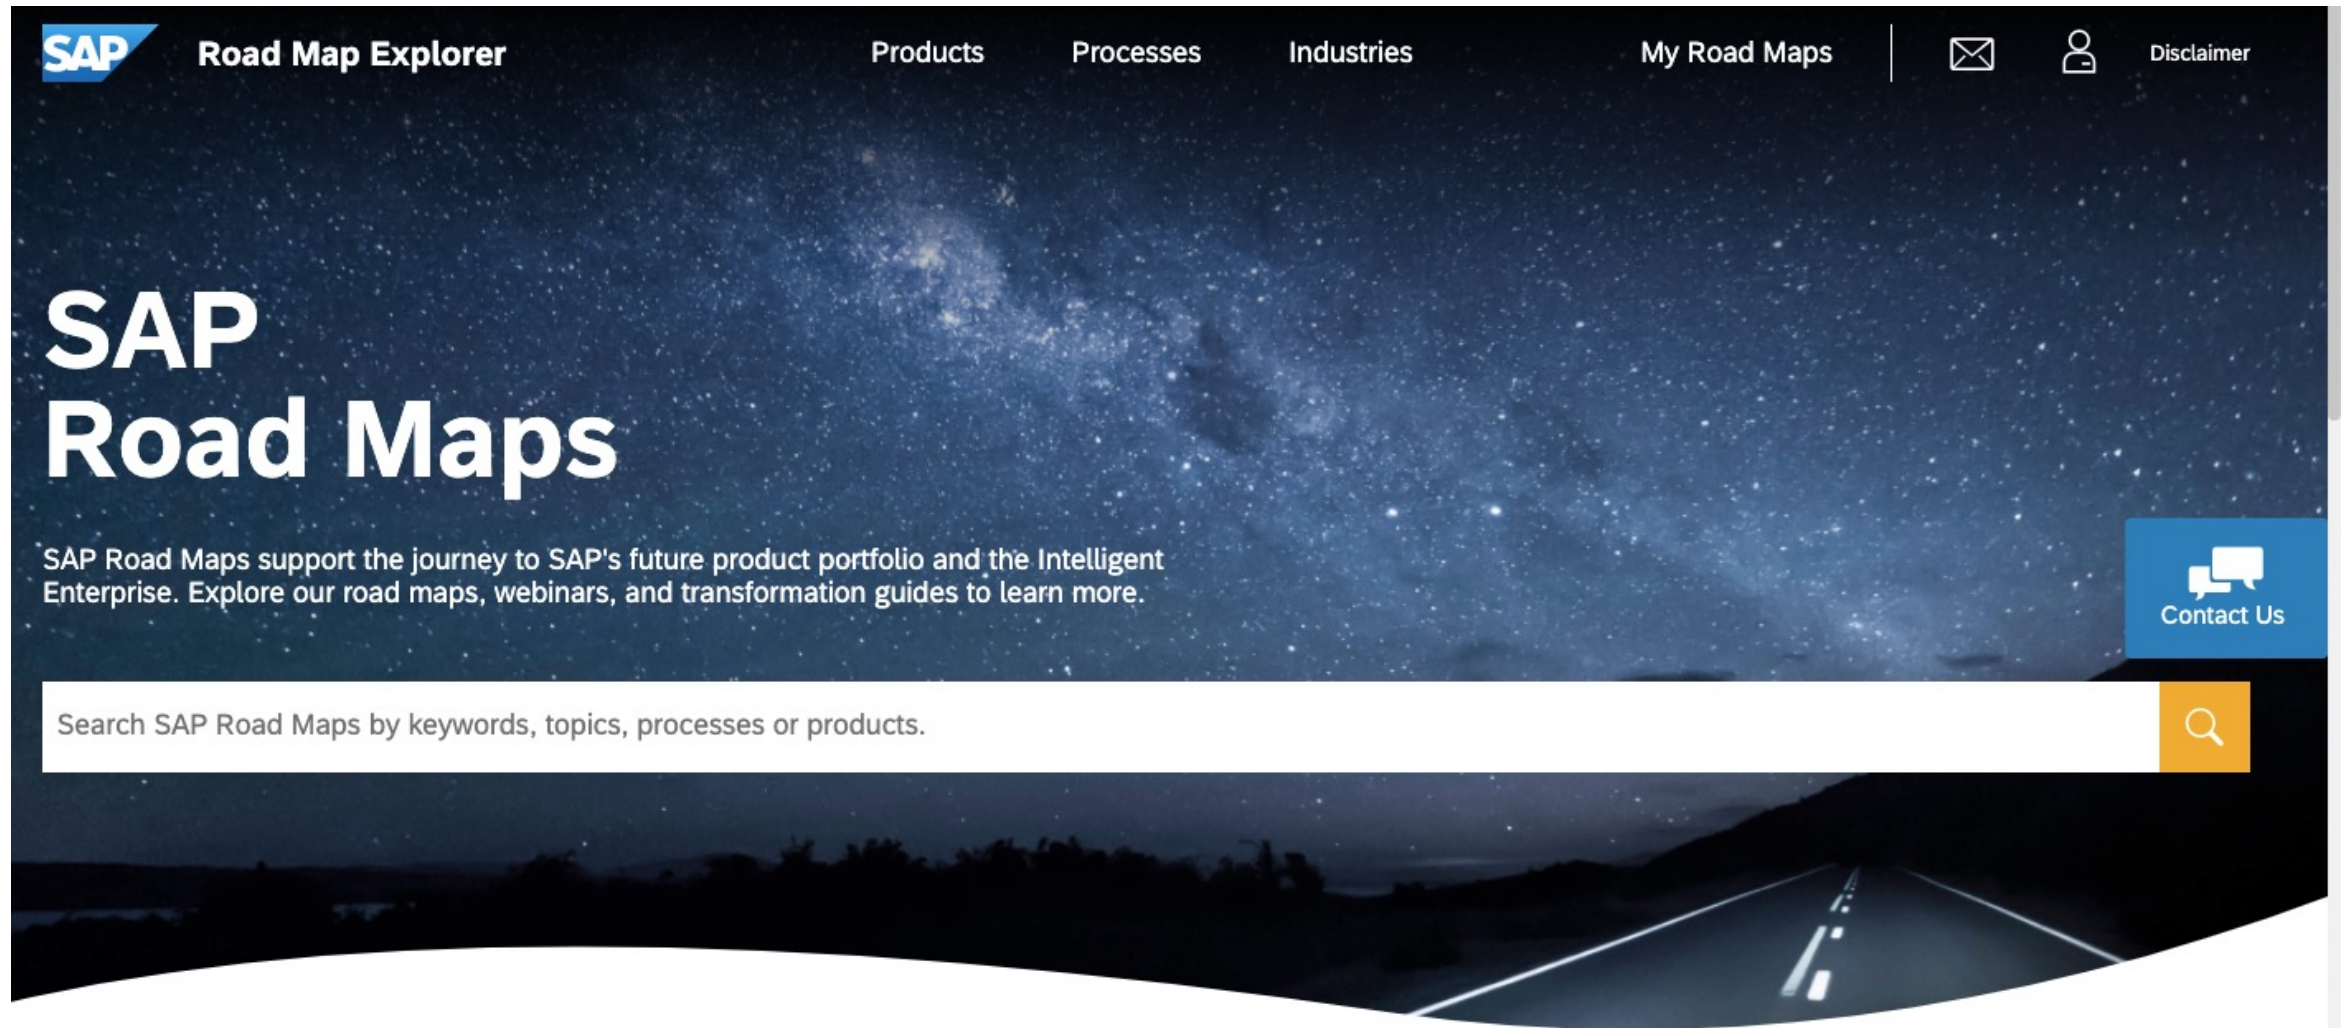 SAP Road Map Explorer Products Processes Industries My Road Maps Disclaimer
SAP
Road Maps
SAP Road Maps support the journey to SAP's future product portfolio and the Intelligent
Enterprise. Explore our road maps, webinars, and transformation guides to learn more.
Contact Us
Search SAP Road Maps by keywords, topics, processes or products.